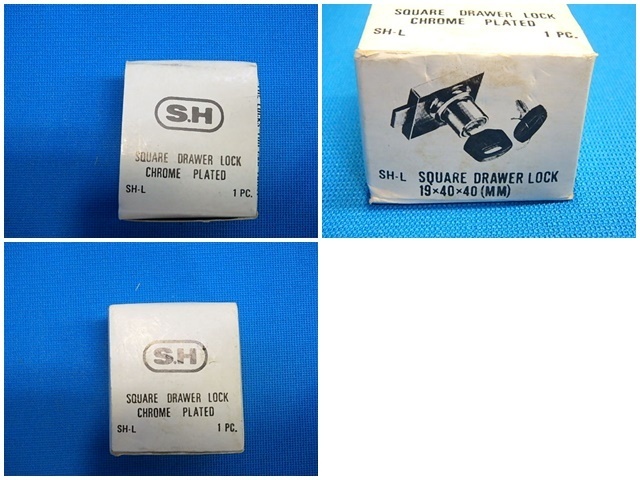 S.H
SQUARE DRAWER LOCK
CHROME PLATED
SH-L 1 PC.
SQUARE DRAWER LOCK
CHROME PLATED
SH-L 1 PC.
SH-L SQUARE DRAWER LOCK
19×40×40 (MM)
S.H
SQUARE DRAWER LOCK
CHROME PLATED
SH-L 1 PC.